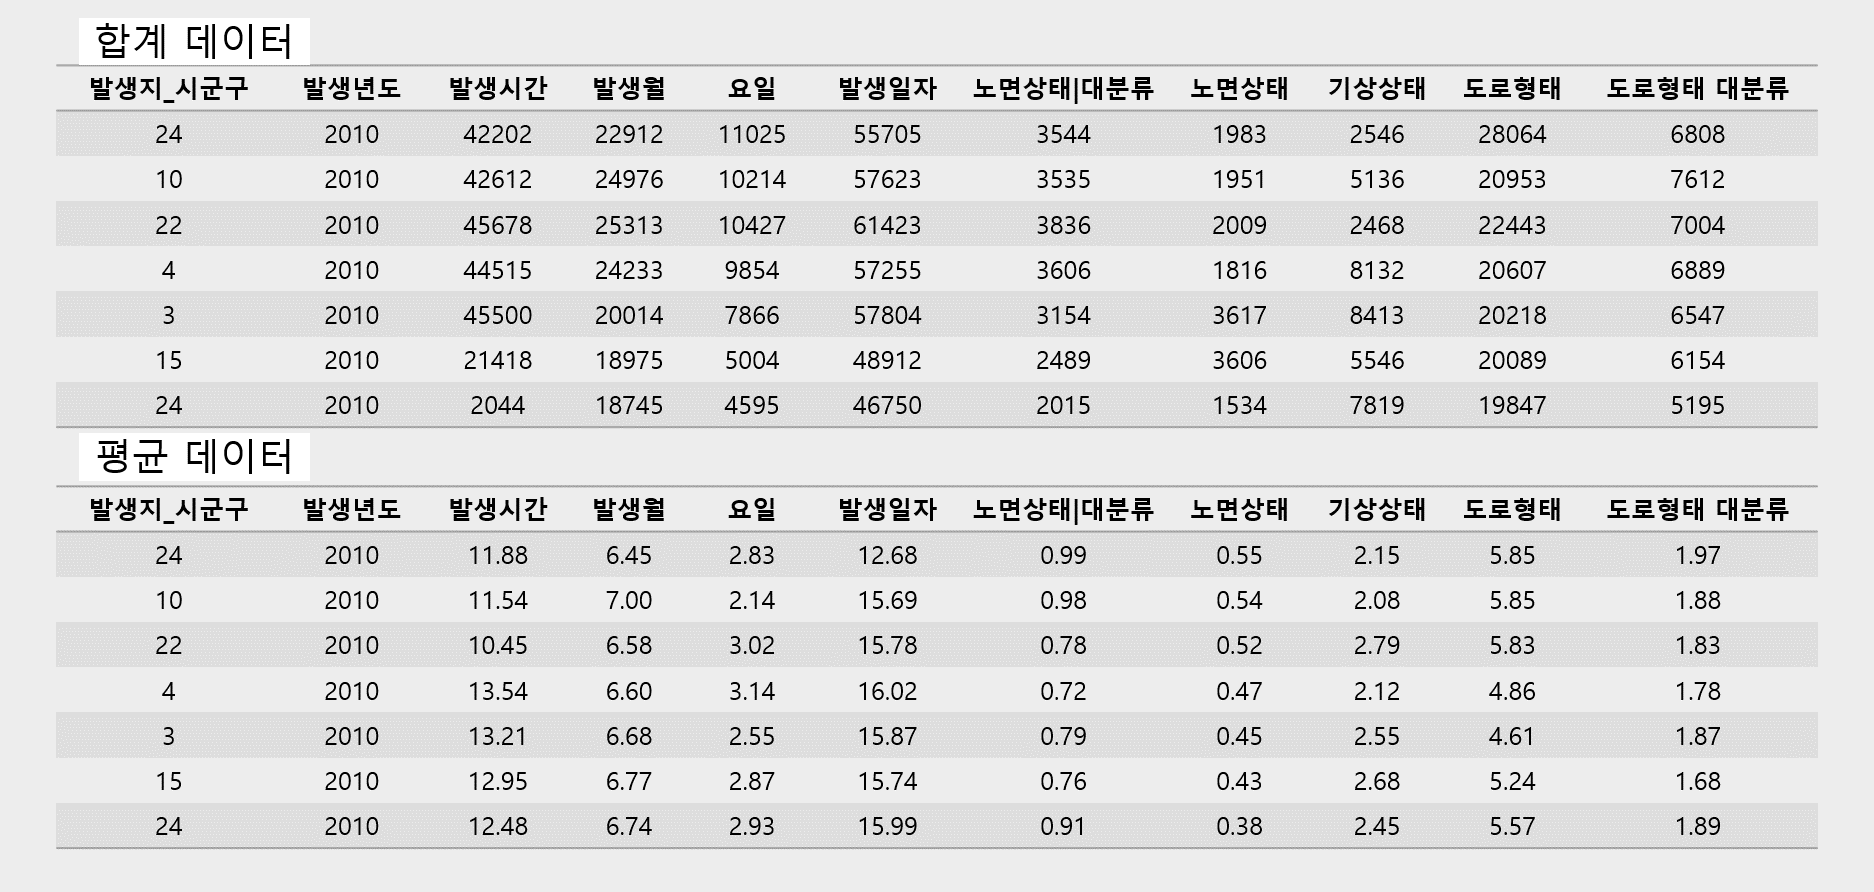 합계 데이터
발생지_시군구 발생년도 발생시간 발생월 요일 발생일자 노면상태|대분류 노면상태 기상상태 도로형태 도로형태 대분류
24 2010 42202 22912 11025 55705 3544 1983 2546 28064 6808
10 2010 42612 24976 10214 57623 3535 1951 5136 20953 7612
22 2010 45678 25313 10427 61423 3836 2009 2468 22443 7004
4 2010 44515 24233 9854 57255 3606 1816 8132 20607 6889
3 2010 45500 20014 7866 57804 3154 3617 8413 20218 6547
15 2010 21418 18975 5004 48912 2489 3606 5546 20089 6154
24 2010 2044 18745 4595 46750 2015 1534 7819 19847 5195
평균 데이터
발생지_시군구 발생년도 발생시간 발생월 요일 발생일자 노면상태|대분류 노면상태 기상상태 도로형태 도로형태 대분류
24 2010 11.88 6.45 2.83 12.68 0.99 0.55 2.15 5.85 1.97
10 2010 11.54 7.00 2.14 15.69 0.98 0.54 2.08 5.85 1.88
22 2010 10.45 6.58 3.02 15.78 0.78 0.52 2.79 5.83 1.83
4 2010 13.54 6.60 3.14 16.02 0.72 0.47 2.12 4.86 1.78
3 2010 13.21 6.68 2.55 15.87 0.79 0.45 2.55 4.61 1.87
15 2010 12.95 6.77 2.87 15.74 0.76 0.43 2.68 5.24 1.68
24 2010 12.48 6.74 2.93 15.99 0.91 0.38 2.45 5.57 1.89